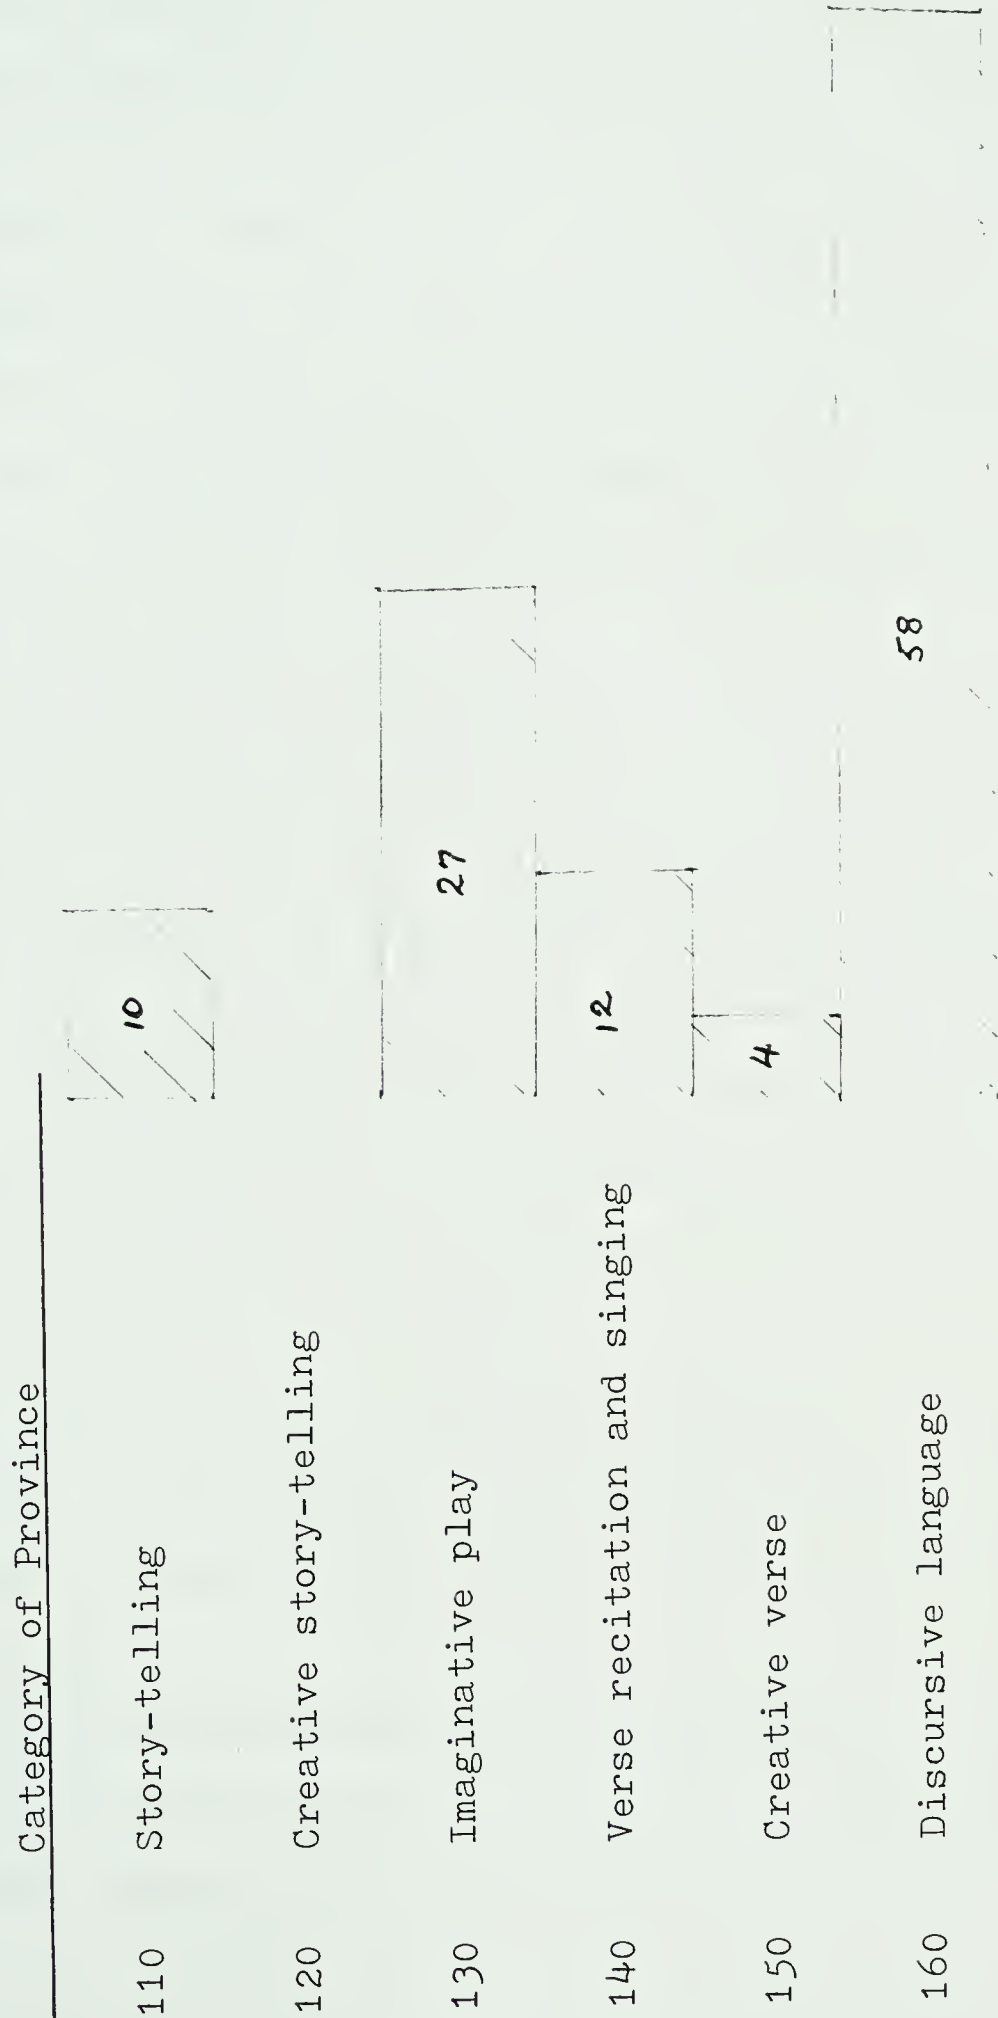 Category of Province
110 Story-telling 10
120 Creative story-telling
130 Imaginative play 27
140 Verse recitation and singing 12
150 Creative verse 4
160 Discursive language 58